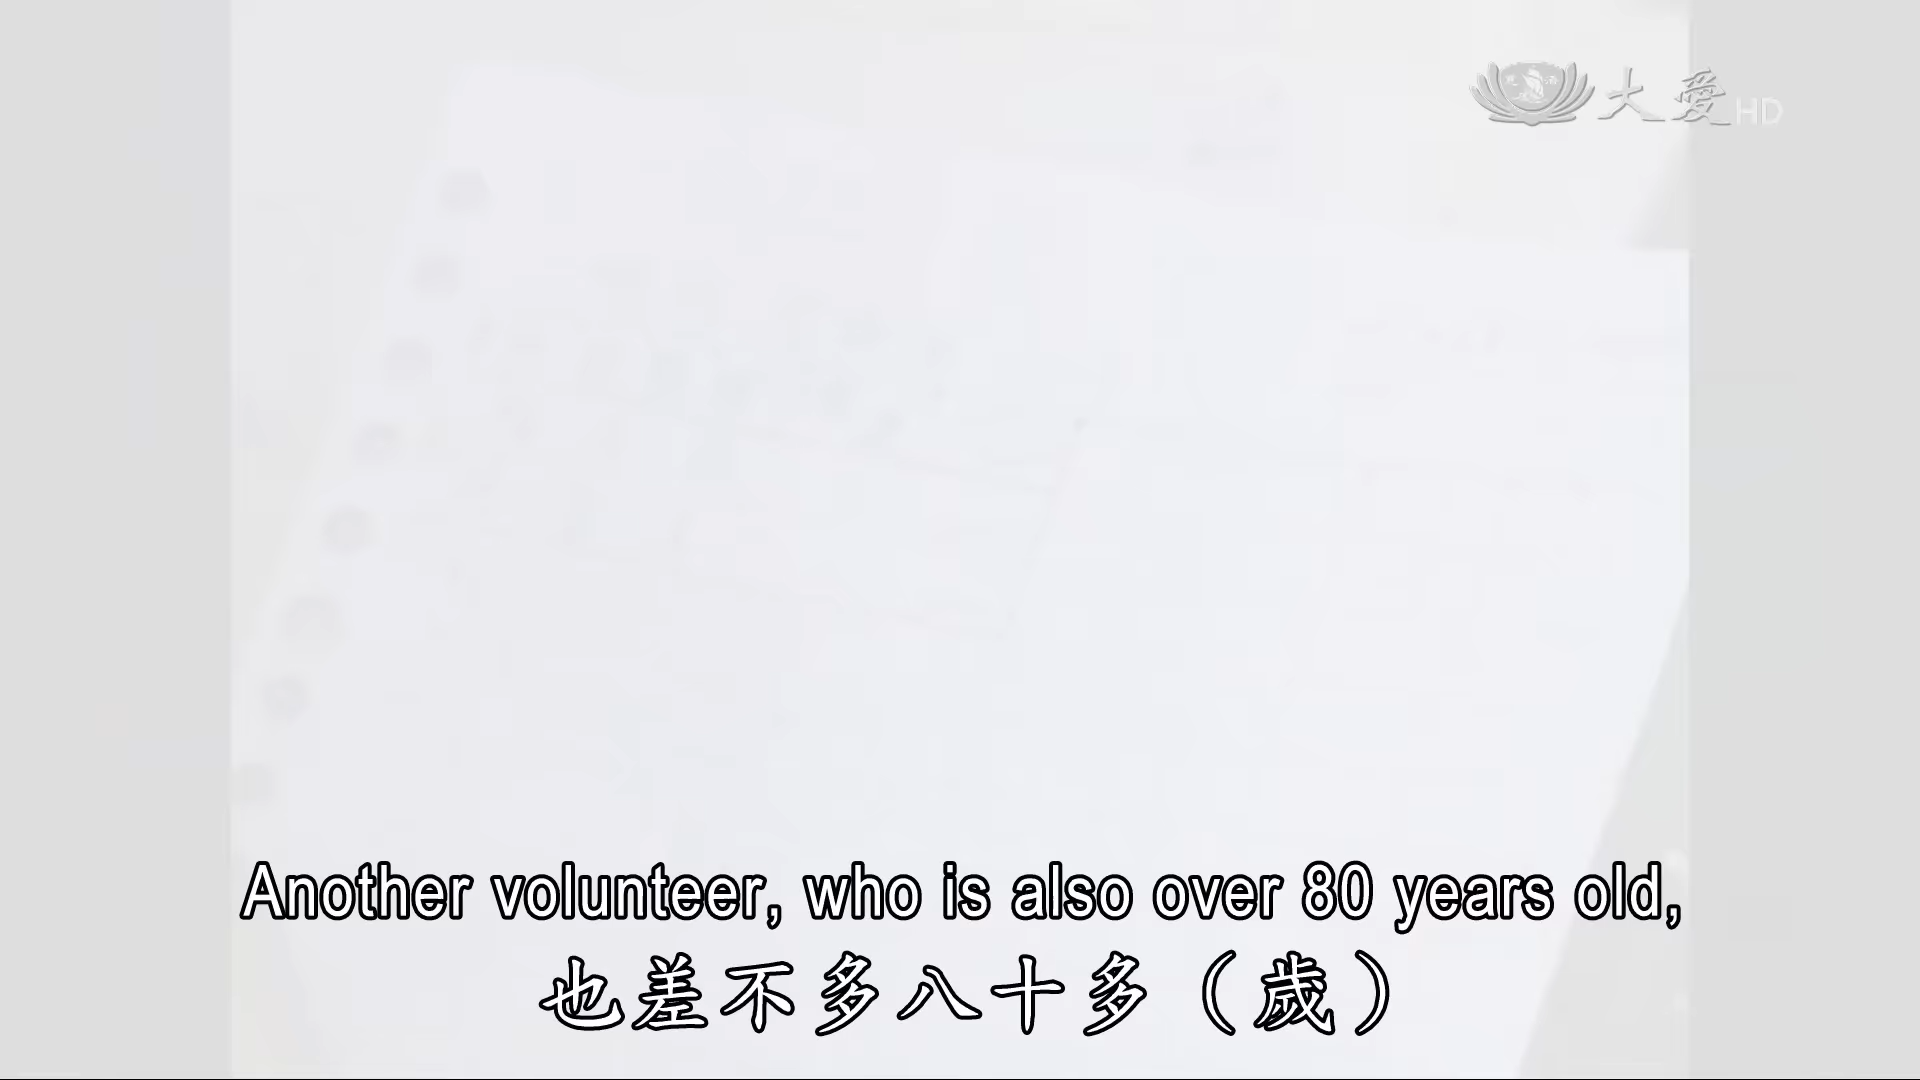 大愛HD
Another volunteer, who is also over 80 years old,
也差不多八十多（歲）